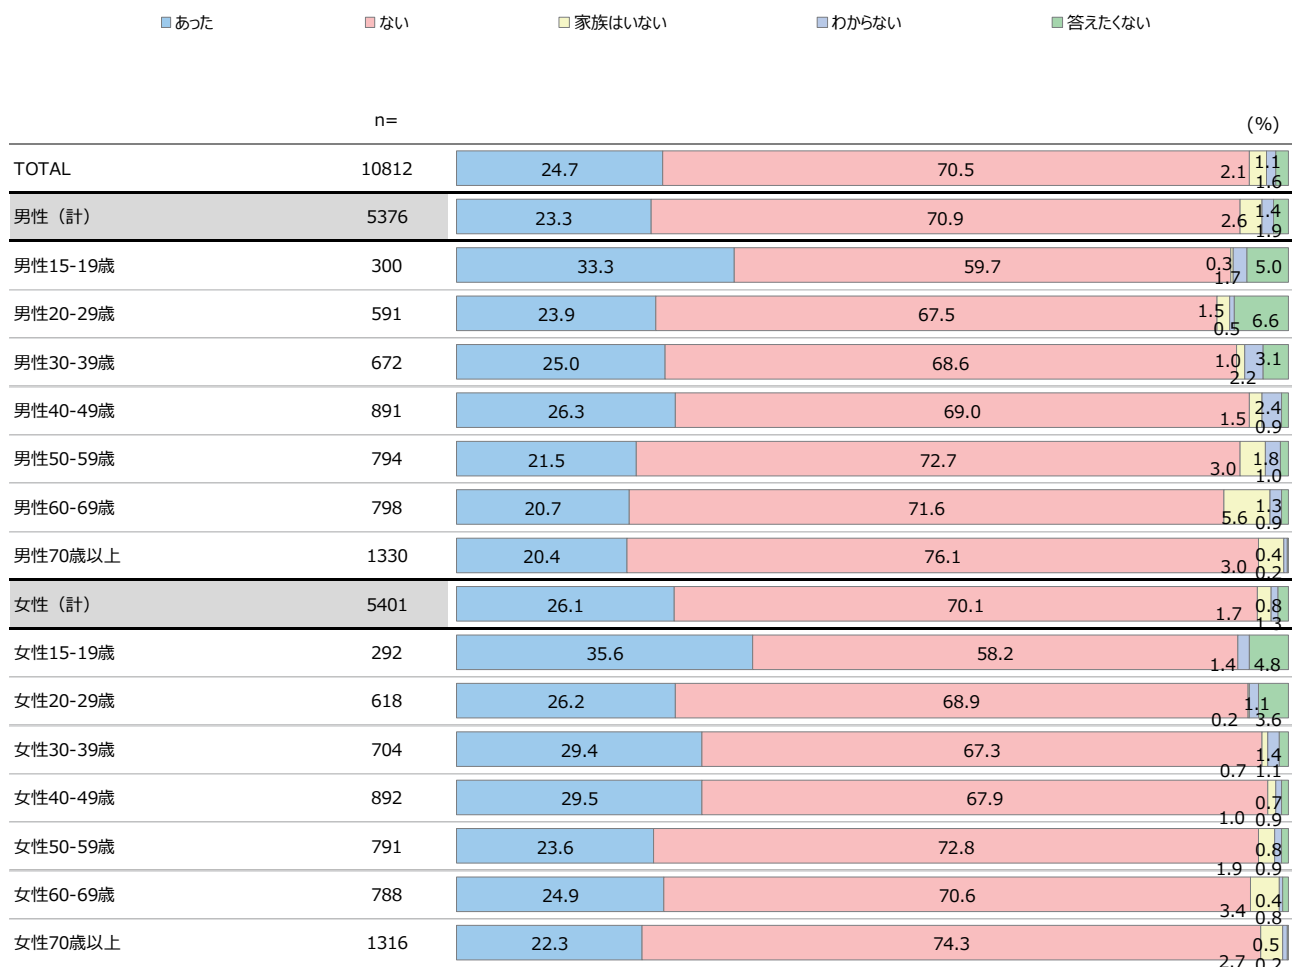 あった ない 家族はいない わからない 答えたくない
n= (%)
TOTAL 10812 24.7 70.5 2.1 1.1 1.6
男性（計） 5376 23.3 70.9 2.6 1.4 1.9
男性15-19歳 300 33.3 59.7 0.3 1.7 5.0
男性20-29歳 591 23.9 67.5 1.5 0.5 6.6
男性30-39歳 672 25.0 68.6 1.0 2.2 3.1
男性40-49歳 891 26.3 69.0 1.5 2.4 0.9
男性50-59歳 794 21.5 72.7 3.0 1.8 1.0
男性60-69歳 798 20.7 71.6 5.6 1.3 0.9
男性70歳以上 1330 20.4 76.1 3.0 0.4 0.2
女性（計） 5401 26.1 70.1 1.7 0.8 1.3
女性15-19歳 292 35.6 58.2 1.4 4.8
女性20-29歳 618 26.2 68.9 0.2 1.1 3.6
女性30-39歳 704 29.4 67.3 0.7 1.4 1.1
女性40-49歳 892 29.5 67.9 1.0 0.7 0.9
女性50-59歳 791 23.6 72.8 1.9 0.8 0.9
女性60-69歳 788 24.9 70.6 3.4 0.4 0.8
女性70歳以上 1316 22.3 74.3 2.7 0.5 0.2